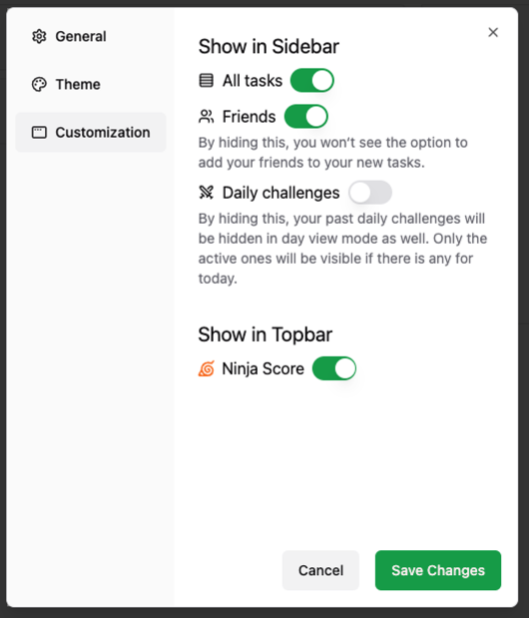 General
Theme
Customization
Show in Sidebar
All tasks
Friends
By hiding this, you won't see the option to
add your friends to your new tasks.
Daily challenges
By hiding this, your past daily challenges will
be hidden in day view mode as well. Only the
active ones will be visible if there is any for
today.
Show in Topbar
Ninja Score
Cancel
Save Changes